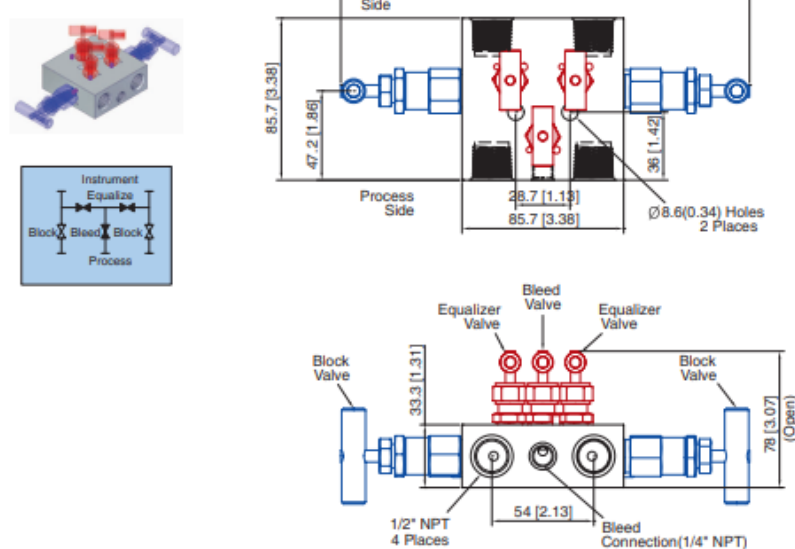 Side
85.7 [3.38]
47.2 [1.86]
36 [1.42]
Process
Side
28.7 [1.13]
85.7 [3.38]
Ø8.6(0.34) Holes
2 Places
Instrument
Equalize
Block Bleed Block
Process
Equalizer
Valve
Bleed
Valve
Equalizer
Valve
Block
Valve
33.3 [1.31]
Block
Valve
78 [3.07]
(Open)
54 [2.13]
1/2" NPT
4 Places
Bleed
Connection(1/4" NPT)